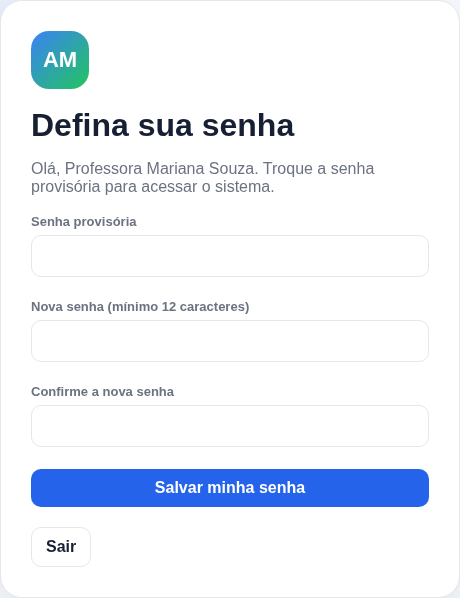 AM
Defina sua senha
Olá, Professora Mariana Souza. Troque a senha
provisória para acessar o sistema.
Senha provisória
Nova senha (mínimo 12 caracteres)
Confirme a nova senha
Salvar minha senha
Sair